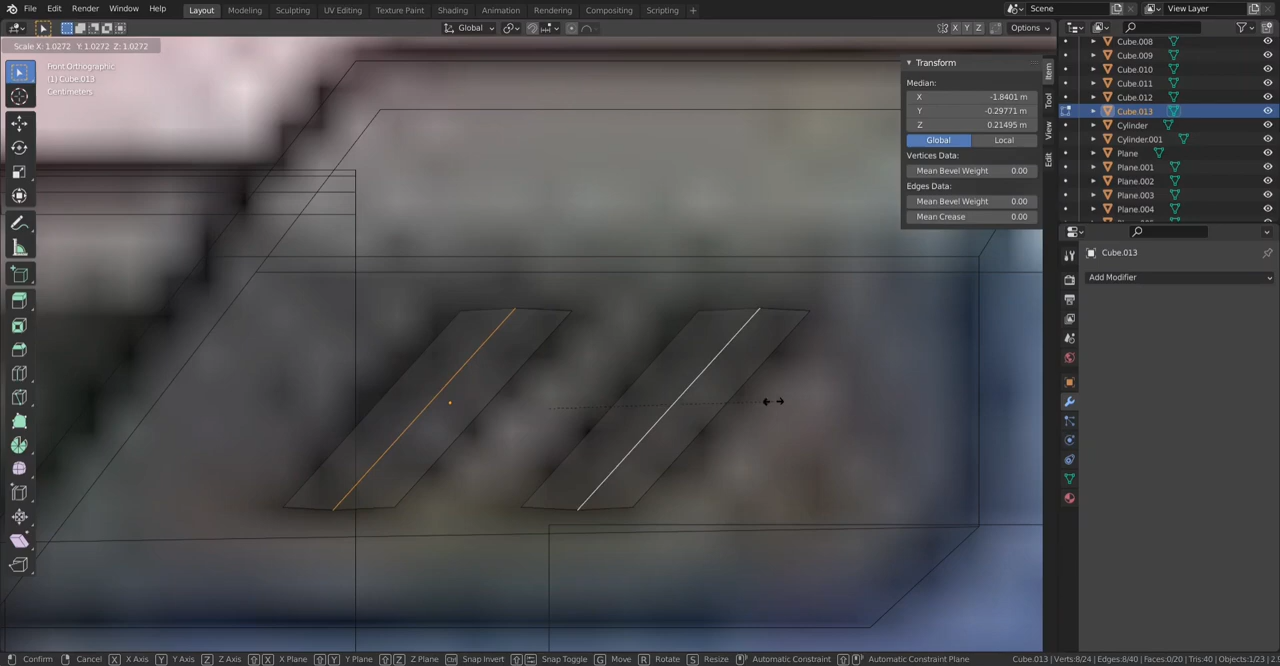 File Edit Render Window Help Layout Modeling Sculpting UV Editing Texture Paint Shading Animation Rendering Compositing Scripting + Scene View Layer
Global X Y Z Options
Scale X: 1.0272 Y: 1.0272 Z: 1.0272
Front Orthographic
(1) Cube.013
Centimeters
Transform
Median:
X -1.8401 m
Y -0.29771 m
Z 0.21495 m
Global Local
Vertices Data:
Mean Bevel Weight 0.00
Edges Data:
Mean Bevel Weight 0.00
Mean Crease 0.00
Item
Tool
View
Edit
Cube.008
Cube.009
Cube.010
Cube.011
Cube.012
Cube.013
Cylinder
Cylinder.001
Plane
Plane.001
Plane.002
Plane.003
Plane.004
Cube.013
Add Modifier
Confirm Cancel X X Axis Y Y Axis Z Z Axis X X Plane Y Y Plane Z Z Plane Ctrl Snap Invert Snap Toggle G Move R Rotate S Resize Automatic Constraint Automatic Constraint Plane Cube.013 | Verts:8/24 | Edges:8/40 | Faces:0/20 | Tris:40 | Objects:1/23 | 2